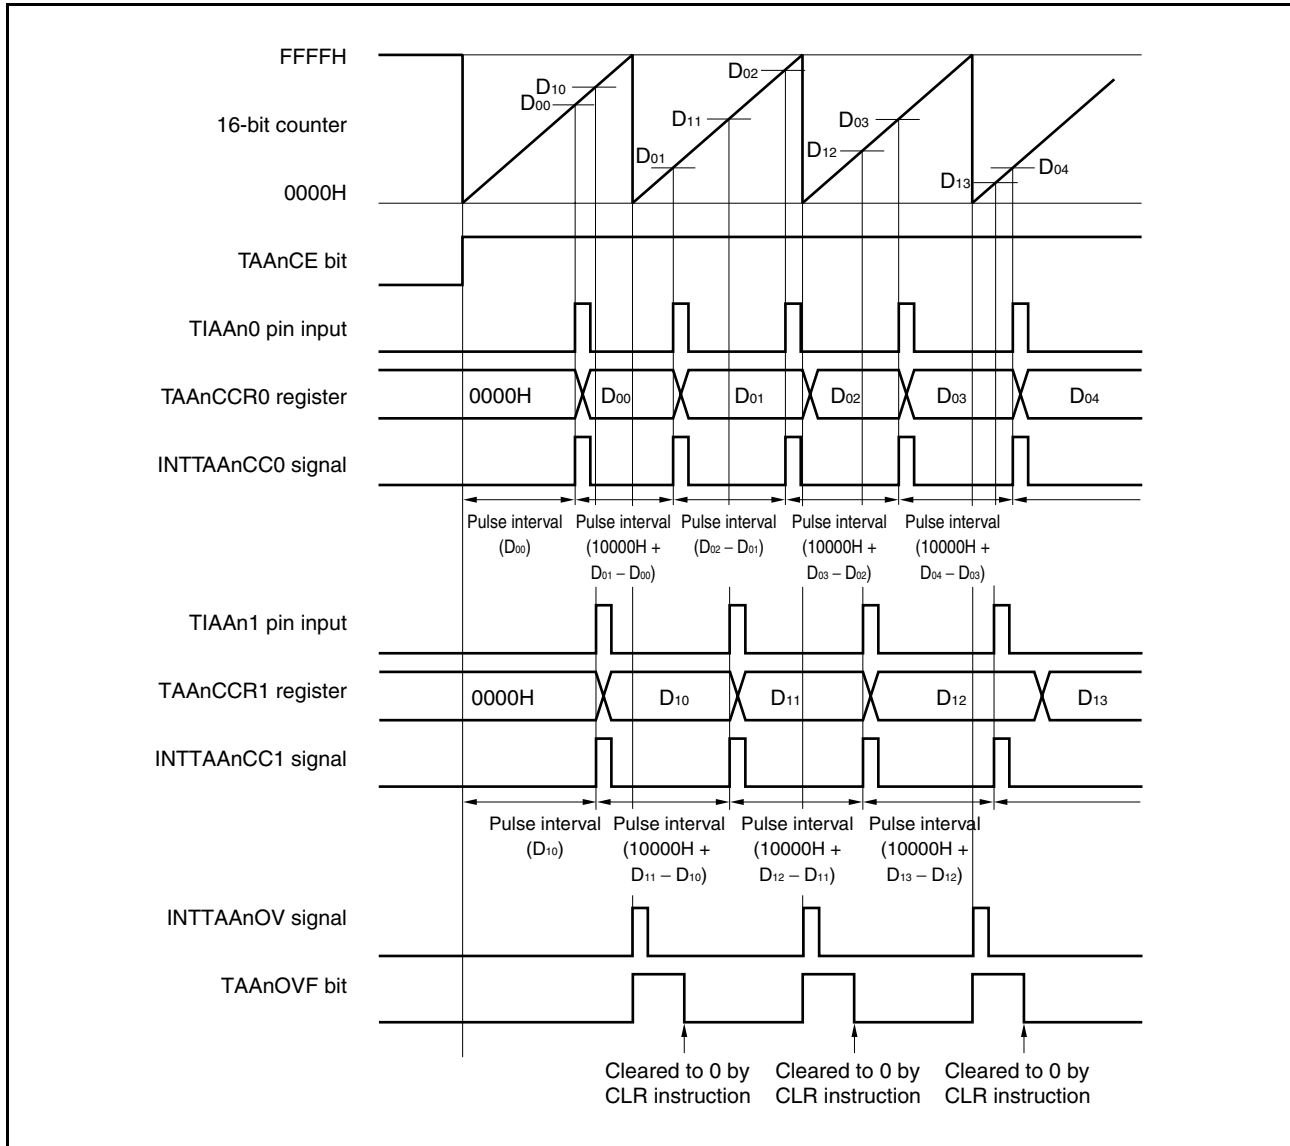 FFFFH
D10
D00
D02
16-bit counter
D11
D03
D12
D01
D04
D13
0000H
TAAnCE bit
TIAAn0 pin input
TAAnCCR0 register
0000H D00 D01 D02 D03 D04
INTTAAnCC0 signal
Pulse interval Pulse interval Pulse interval Pulse interval Pulse interval
(D00) (10000H + (D02 – D01) (10000H + (10000H +
D01 – D00) D03 – D02) D04 – D03)
TIAAn1 pin input
TAAnCCR1 register
0000H D10 D11 D12 D13
INTTAAnCC1 signal
Pulse interval Pulse interval Pulse interval Pulse interval
(D10) (10000H + (10000H + (10000H +
D11 – D10) D12 – D11) D13 – D12)
INTTAAnOV signal
TAAnOVF bit
Cleared to 0 by Cleared to 0 by Cleared to 0 by
CLR instruction CLR instruction CLR instruction